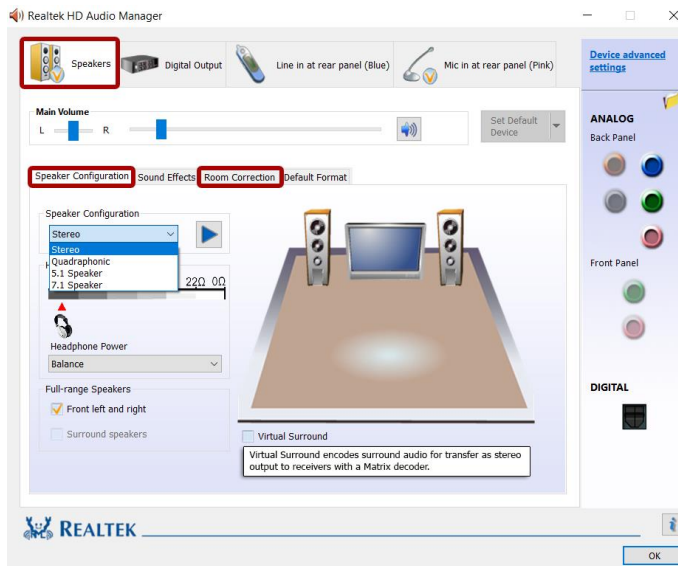 Realtek HD Audio Manager
Speakers
Digital Output
Line in at rear panel (Blue)
Mic in at rear panel (Pink)
Device advanced
settings
Main Volume
L
R
Set Default
Device
ANALOG
Back Panel
Speaker Configuration
Sound Effects
Room Correction
Default Format
Speaker Configuration
Stereo
Stereo
Quadraphonic
5.1 Speaker
7.1 Speaker
22Ω 0Ω
Front Panel
Headphone Power
Balance
Full-range Speakers
Front left and right
Surround speakers
Virtual Surround
Virtual Surround encodes surround audio for transfer as stereo
output to receivers with a Matrix decoder.
DIGITAL
REALTEK
OK